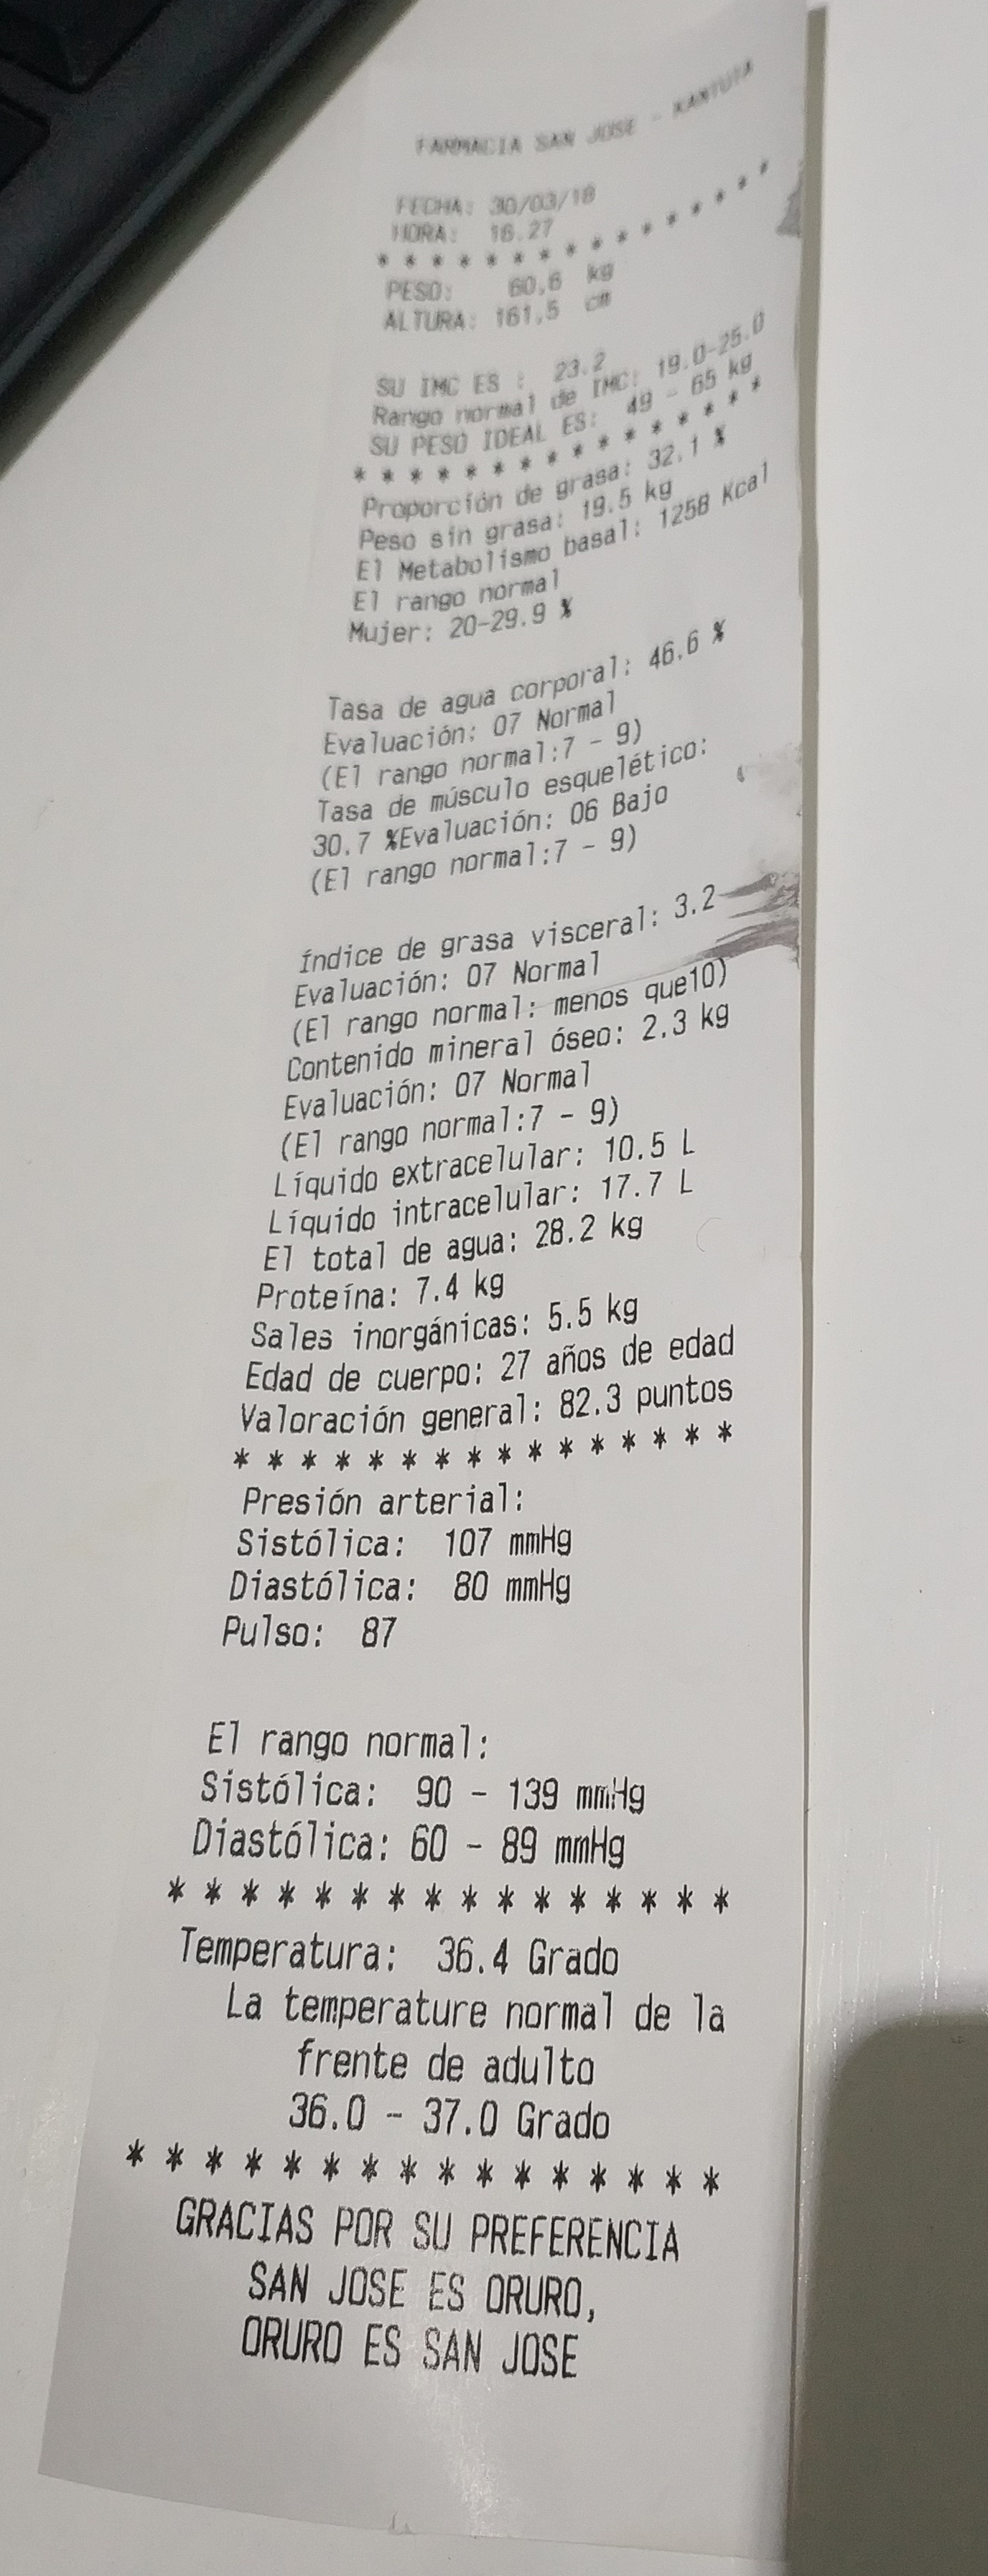 FARMACIA SAN JOSE - KANTUTA
FECHA: 30/03/18
HORA: 16.27
* * * * * * * * * * * * * * *
PESO: 60,6 kg
ALTURA: 161,5 cm
SU IMC ES : 23.2
Rango normal de IMC: 19.0-25.0
SU PESO IDEAL ES: 49 - 65 kg
* * * * * * * * * * * * * * *
Proporción de grasa: 32.1 %
Peso sin grasa: 19.5 kg
El Metabolismo basal: 1258 Kcal
El rango normal
Mujer: 20-29.9 %
Tasa de agua corporal: 46.6 %
Evaluación: 07 Normal
(El rango normal:7 - 9)
Tasa de músculo esquelético:
30.7 %Evaluación: 06 Bajo
(El rango normal:7 - 9)
Índice de grasa visceral: 3.2
Evaluación: 07 Normal
(El rango normal: menos que10)
Contenido mineral óseo: 2.3 kg
Evaluación: 07 Normal
(El rango normal:7 - 9)
Líquido extracelular: 10.5 L
Líquido intracelular: 17.7 L
El total de agua: 28.2 kg
Proteína: 7.4 kg
Sales inorgánicas: 5.5 kg
Edad de cuerpo: 27 años de edad
Valoración general: 82.3 puntos
* * * * * * * * * * * * * * * *
Presión arterial:
Sistólica: 107 mmHg
Diastólica: 80 mmHg
Pulso: 87
El rango normal:
Sistólica: 90 - 139 mmHg
Diastólica: 60 - 89 mmHg
* * * * * * * * * * * * * * * *
Temperatura: 36.4 Grado
La temperature normal de la
frente de adulto
36.0 - 37.0 Grado
* * * * * * * * * * * * * * * *
GRACIAS POR SU PREFERENCIA
SAN JOSE ES ORURO,
ORURO ES SAN JOSE